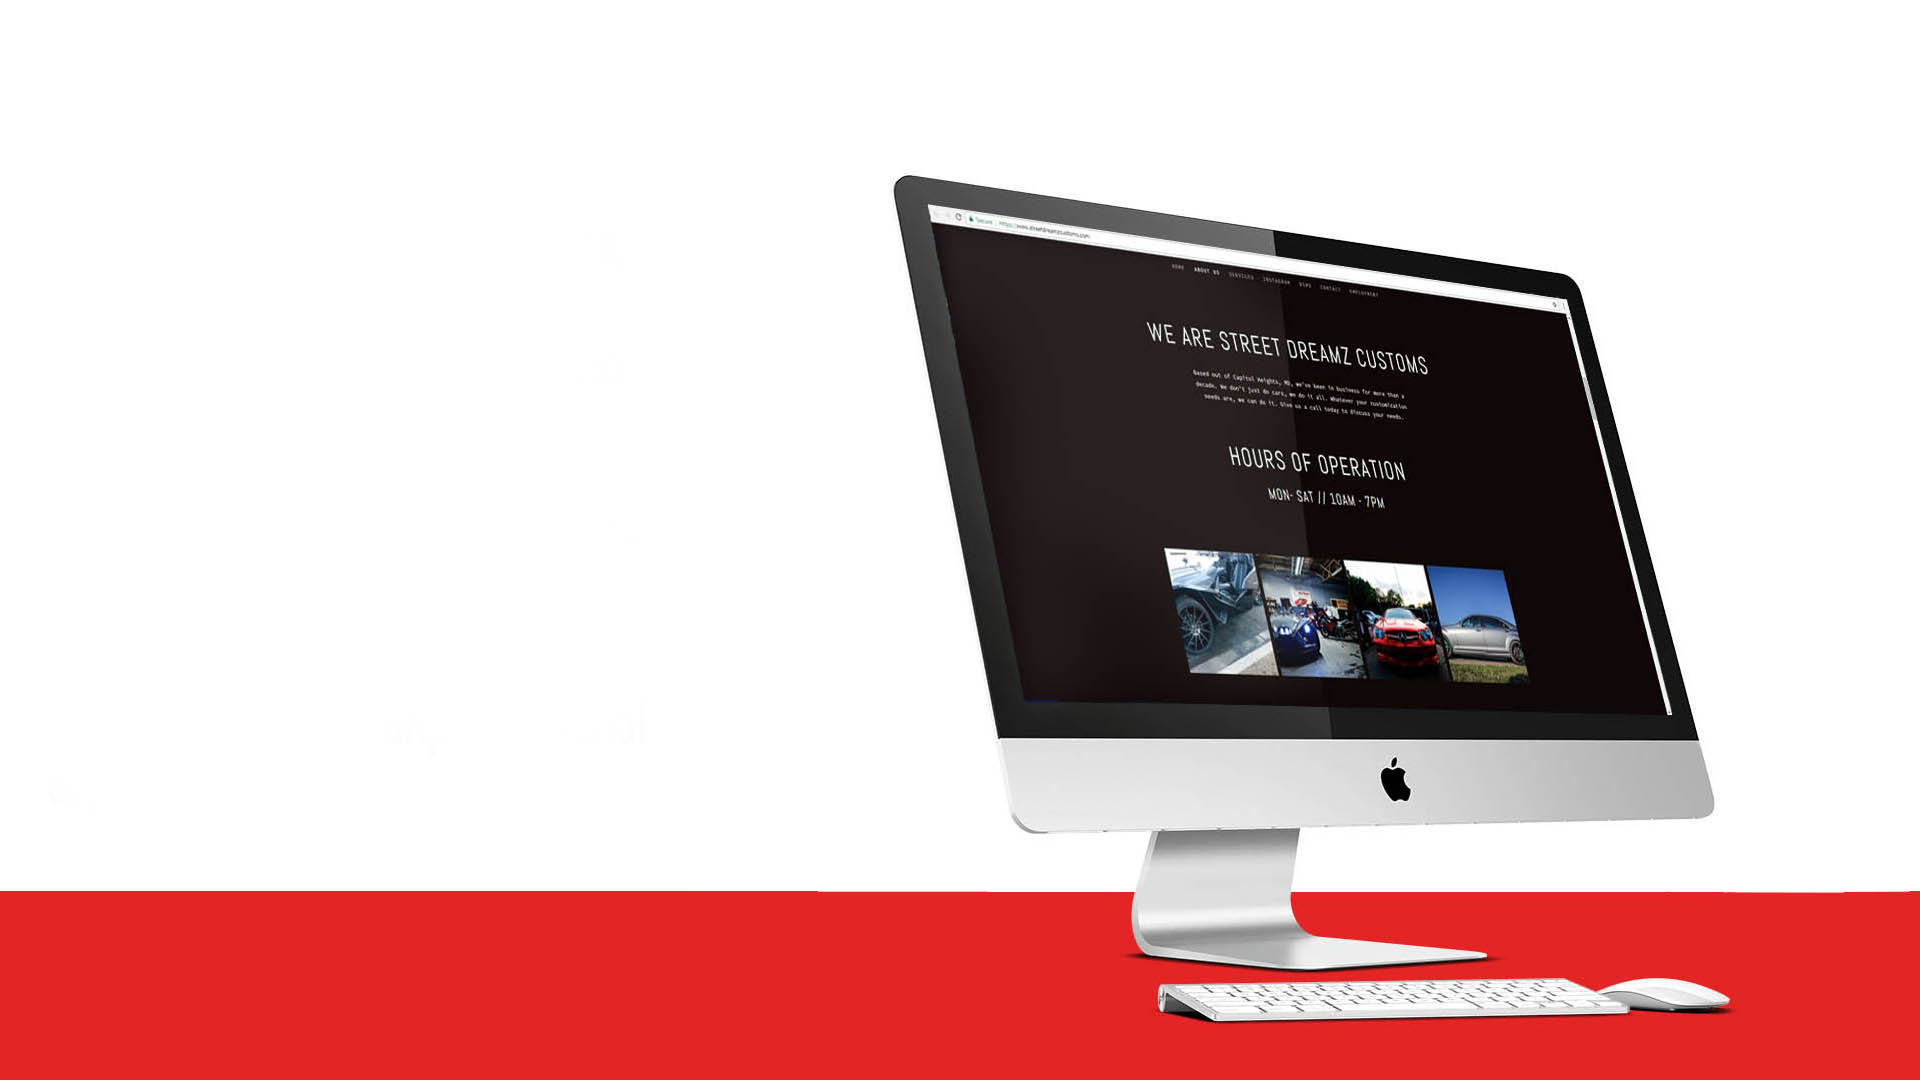 Secure https://www.streetdreamzcustoms.com
HOME ABOUT US SERVICES INSTAGRAM CONTACT EMPLOYMENT
WE ARE STREET DREAMZ CUSTOMS
Based out of Capitol Heights, MD, we've been in business for more than a
decade. We don't just do cars, we do it all. Whatever your customization
needs are, we can do it. Give us a call today to discuss your needs.
HOURS OF OPERATION
MON- SAT // 10AM - 7PM